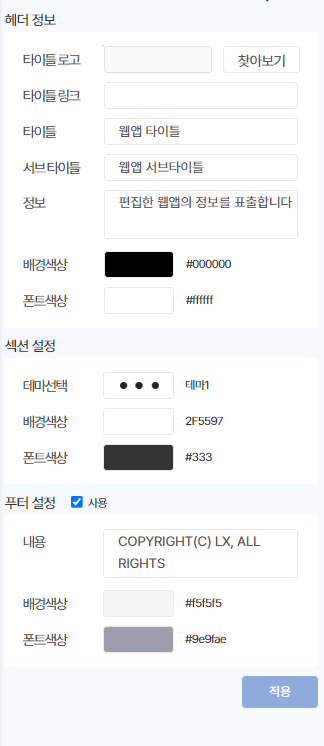 헤더 정보
타이틀로고 찾아보기
타이틀링크
타이틀 웹앱 타이틀
서브타이틀 웹앱 서브타이틀
정보 편집한 웹앱의 정보를 표출합니다
배경색상 #000000
폰트색상 #ffffff
섹션 설정
테마선택 테마1
배경색상 2F5597
폰트색상 #333
푸터 설정 사용
내용 COPYRIGHT(C) LX, ALL
RIGHTS
배경색상 #f5f5f5
폰트색상 #9e9fae
적용